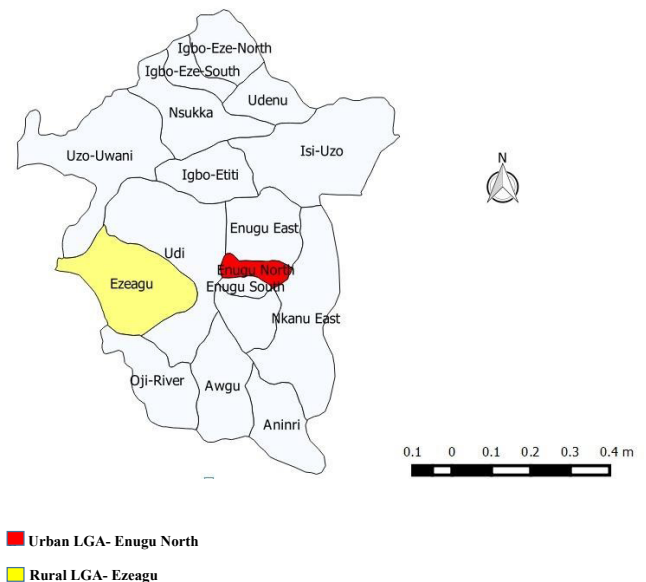 Igbo-Eze-North
Igbo-Eze-South
Udenu
Nsukka
Isi-Uzo
Uzo-Uwani
N
Igbo-Etiti
Enugu East
Udi
Enugu North
Ezeagu
Enugu South
Nkanu East
Oji-River
Awgu
Aninri
0.1 0 0.1 0.2 0.3 0.4 m
Urban LGA- Enugu North
Rural LGA- Ezeagu